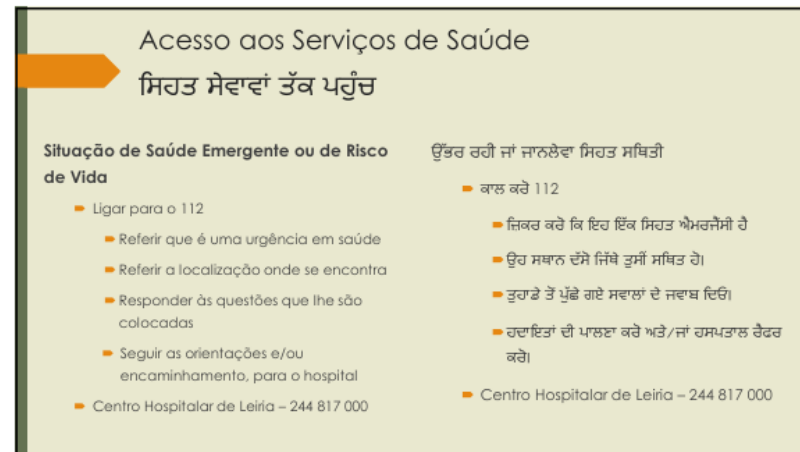 Acesso aos Serviços de Saúde
ਸਿਹਤ ਸੇਵਾਵਾਂ ਤੱਕ ਪਹੁੰਚ
Situação de Saúde Emergente ou de Risco
de Vida
Ligar para o 112
Referir que é uma urgência em saúde
Referir a localização onde se encontra
Responder às questões que lhe são
colocadas
Seguir as orientações e/ou
encaminhamento, para o hospital
Centro Hospitalar de Leiria – 244 817 000
ਉੱਭਰ ਰਹੀ ਜਾਂ ਜਾਨਲੇਵਾ ਸਿਹਤ ਸਥਿਤੀ
ਕਾਲ ਕਰੋ 112
ਜ਼ਿਕਰ ਕਰੋ ਕਿ ਇਹ ਇੱਕ ਸਿਹਤ ਐਮਰਜੈਂਸੀ ਹੈ
ਉਹ ਸਥਾਨ ਦੱਸੋ ਜਿੱਥੇ ਤੁਸੀਂ ਸਥਿਤ ਹੋ।
ਤੁਹਾਡੇ ਤੋਂ ਪੁੱਛੇ ਗਏ ਸਵਾਲਾਂ ਦੇ ਜਵਾਬ ਦਿਓ।
ਹਦਾਇਤਾਂ ਦੀ ਪਾਲਣਾ ਕਰੋ ਅਤੇ/ਜਾਂ ਹਸਪਤਾਲ ਰੈਫਰ
ਕਰੋ।
Centro Hospitalar de Leiria – 244 817 000